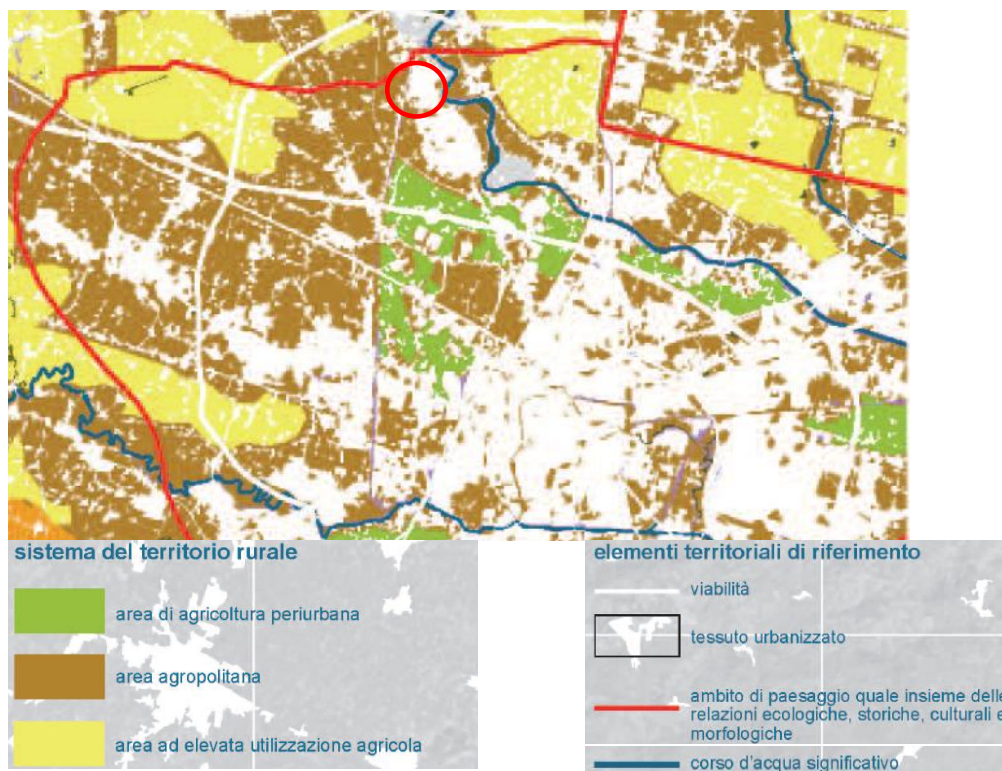 sistema del territorio rurale
area di agricoltura periurbana
area agropolitana
area ad elevata utilizzazione agricola
elementi territoriali di riferimento
viabilità
tessuto urbanizzato
ambito di paesaggio quale insieme delle
relazioni ecologiche, storiche, culturali e
morfologiche
corso d'acqua significativo